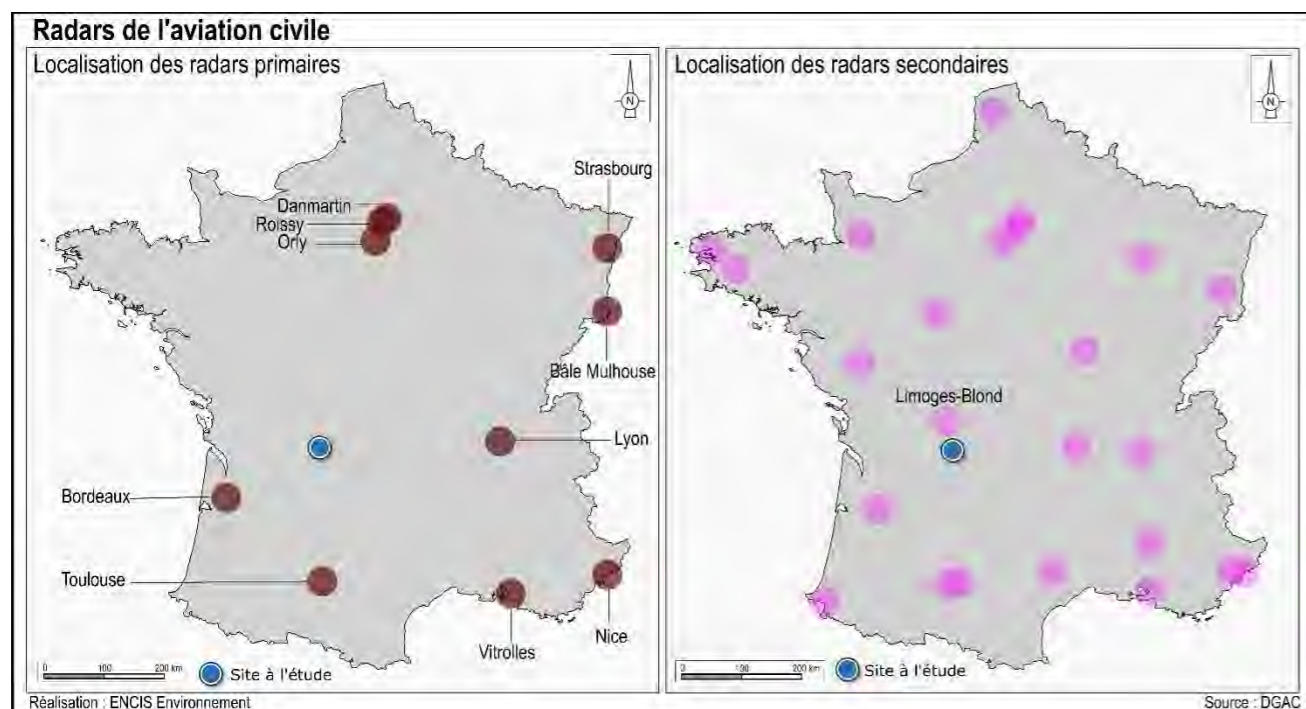 Radars de l'aviation civile
Localisation des radars primaires
N
Strasbourg
Danmartin
Roissy
Orly
Bâle Mulhouse
Lyon
Bordeaux
Toulouse
Nice
Vitrolles
0 100 200 km
Site à l'étude
Localisation des radars secondaires
N
Limoges-Blond
0 100 200 km
Site à l'étude
Réalisation : ENCIS Environnement
Source : DGAC